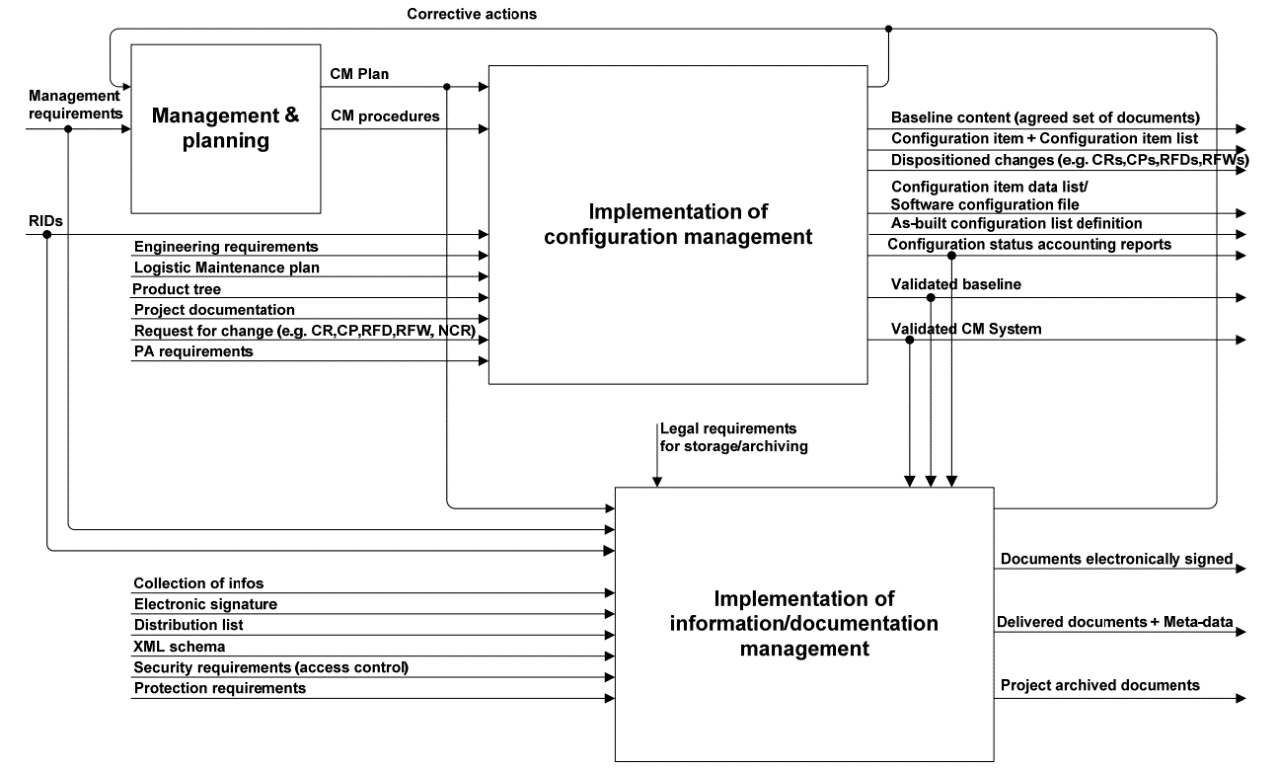 Corrective actions
Management
requirements
Management &
planning
CM Plan
CM procedures
RIDs
Engineering requirements
Logistic Maintenance plan
Product tree
Project documentation
Request for change (e.g. CR,CP,RFD,RFW, NCR)
PA requirements
Implementation of
configuration management
Baseline content (agreed set of documents)
Configuration item + Configuration item list
Dispositioned changes (e.g. CRs,CPs,RFDs,RFWs)
Configuration item data list/
Software configuration file
As-built configuration list definition
Configuration status accounting reports
Validated baseline
Validated CM System
Legal requirements
for storage/archiving
Collection of infos
Electronic signature
Distribution list
XML schema
Security requirements (access control)
Protection requirements
Implementation of
information/documentation
management
Documents electronically signed
Delivered documents + Meta-data
Project archived documents